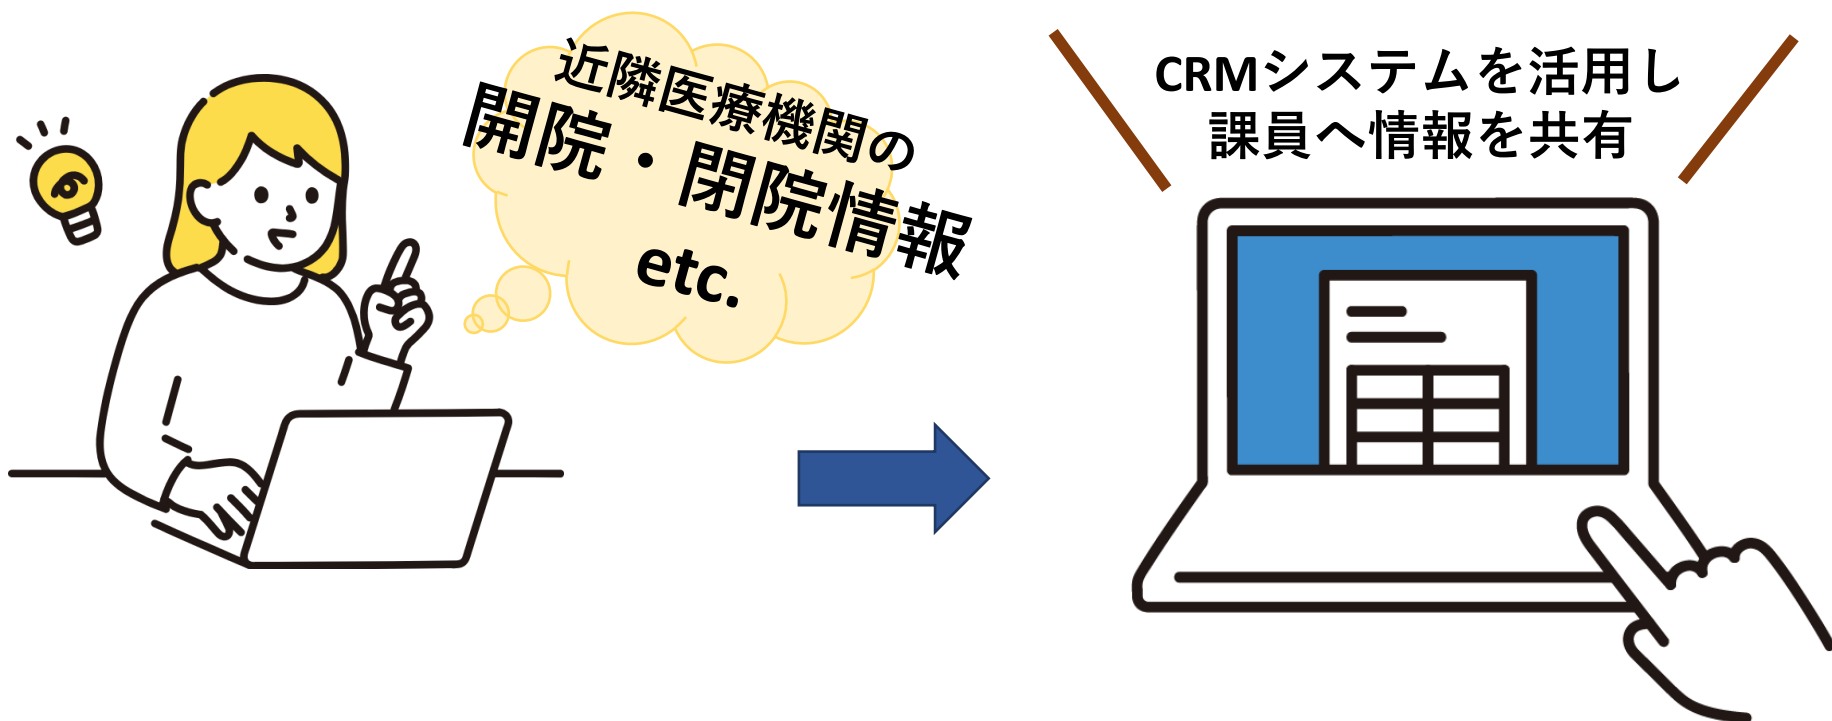 近隣医療機関の
開院・閉院情報
etc.
CRMシステムを活用し
課員へ情報を共有